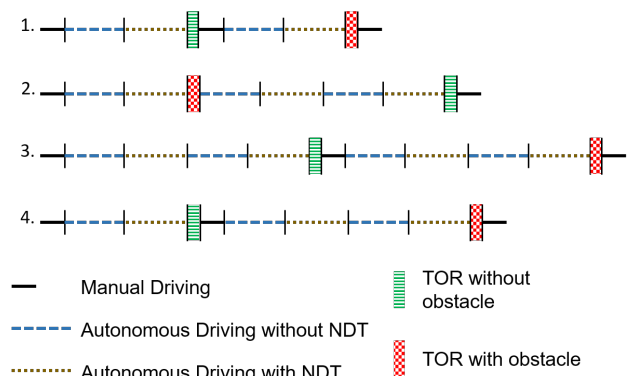 1.
2.
3.
4.
Manual Driving
Autonomous Driving without NDT
Autonomous Driving with NDT
TOR without
obstacle
TOR with obstacle